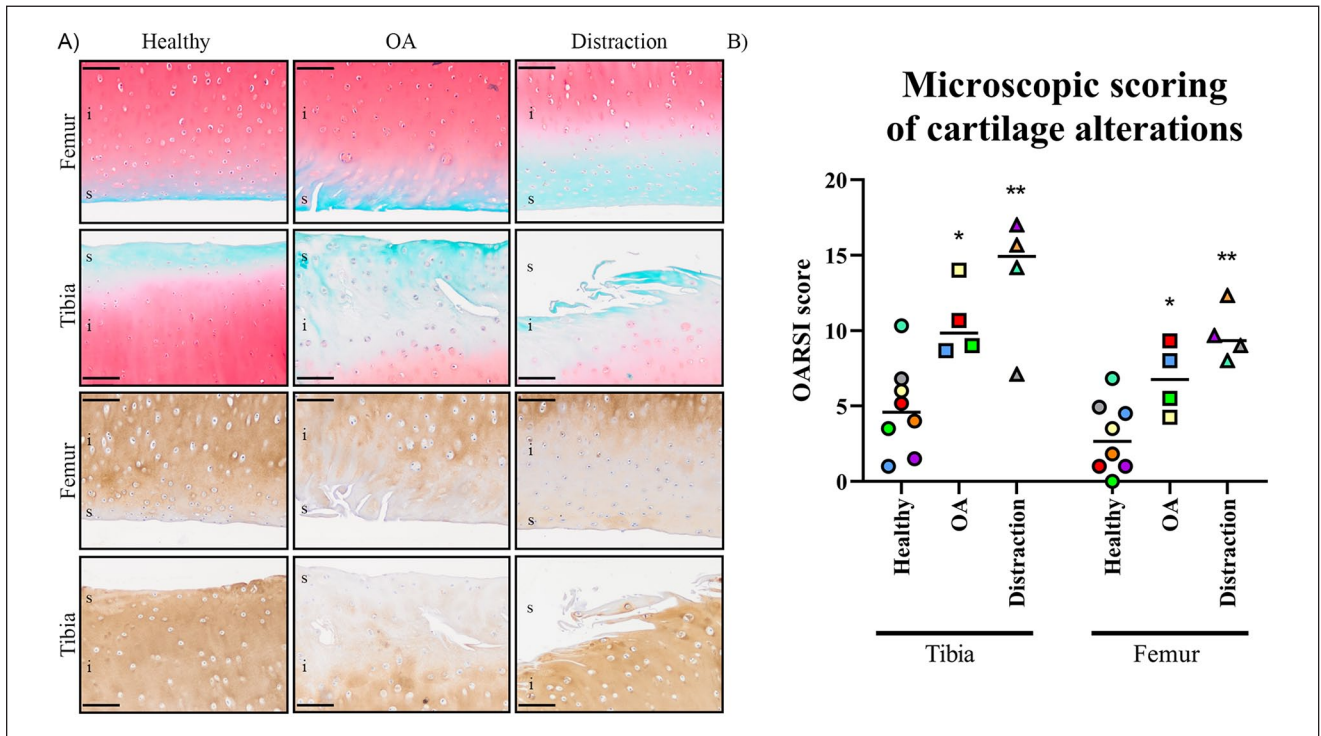 A) Healthy OA Distraction B)
Femur
i
s
i
s
i
s
Tibia
s
i
s
i
s
i
Femur
i
s
i
s
i
s
Tibia
s
i
s
i
s
i
Microscopic scoring
of cartilage alterations
OARSI score
20
15
10
5
0
*
**
*
**
Healthy
OA
Distraction
Healthy
OA
Distraction
Tibia
Femur